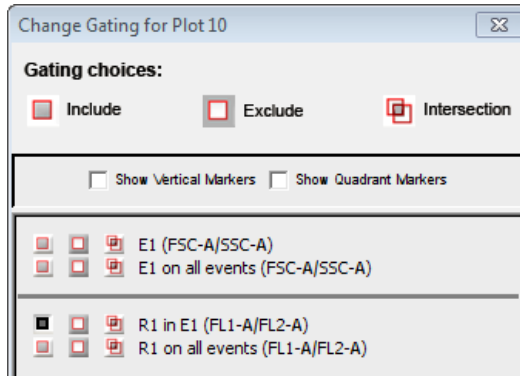 Change Gating for Plot 10
Gating choices:
Include Exclude Intersection
Show Vertical Markers Show Quadrant Markers
E1 (FSC-A/SSC-A)
E1 on all events (FSC-A/SSC-A)
R1 in E1 (FL1-A/FL2-A)
R1 on all events (FL1-A/FL2-A)